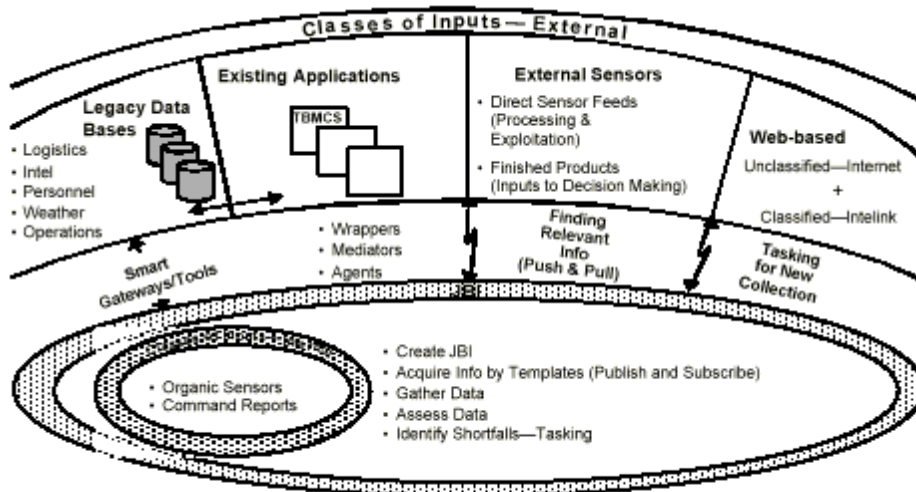 Classes of Inputs—External
Legacy Data
Bases
• Logistics
• Intel
• Personnel
• Weather
• Operations
Existing Applications
TBMCS
External Sensors
• Direct Sensor Feeds
(Processing &
Exploitation)
• Finished Products
(Inputs to Decision Making)
Web-based
Unclassified—Internet
+
Classified—Intelink
Smart
Gateways/Tools
• Wrappers
• Mediators
• Agents
Finding
Relevant
Info
(Push & Pull)
Tasking
for New
Collection
JBI
• Organic Sensors
• Command Reports
• Create JBI
• Acquire Info by Templates (Publish and Subscribe)
• Gather Data
• Assess Data
• Identify Shortfalls—Tasking